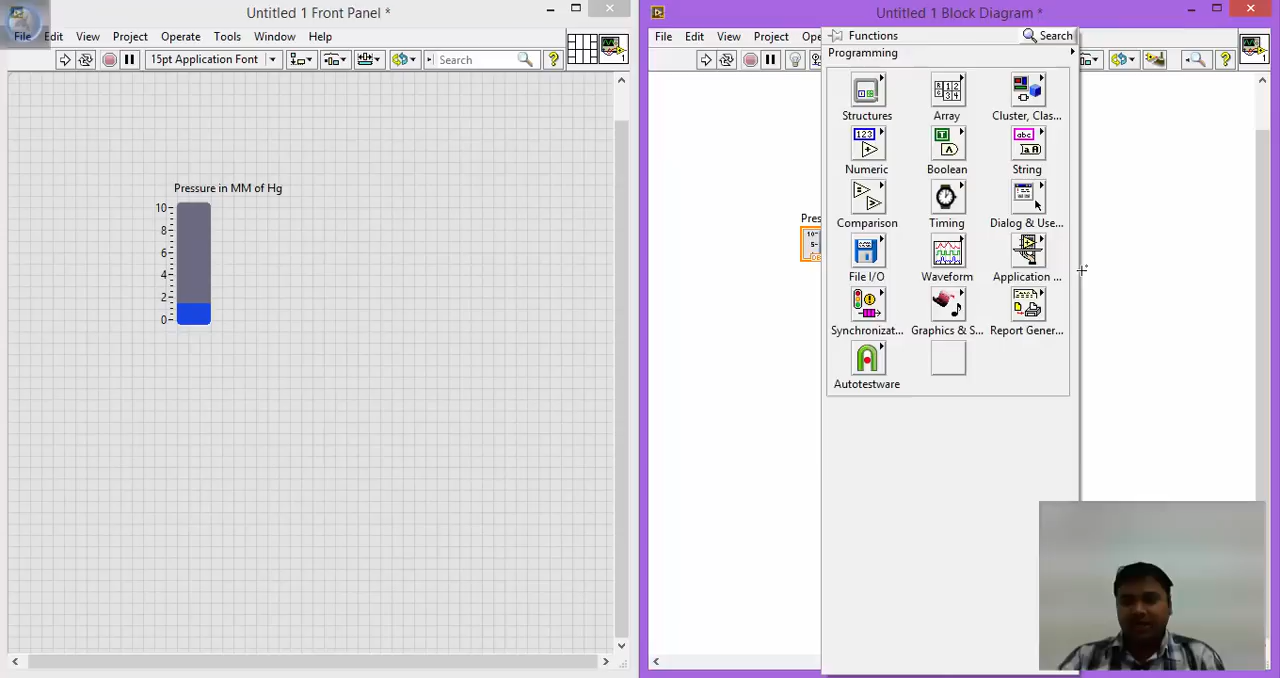 Untitled 1 Front Panel *
File Edit View Project Operate Tools Window Help
15pt Application Font
Search
Pressure in MM of Hg
10
8
6
4
2
0
Untitled 1 Block Diagram *
File Edit View Project Ope
Functions
Search
Programming
Structures Array Cluster, Clas...
Numeric Boolean String
Comparison Timing Dialog & Use...
File I/O Waveform Application ...
Synchronizat... Graphics & S... Report Gener...
Autotestware
Pres